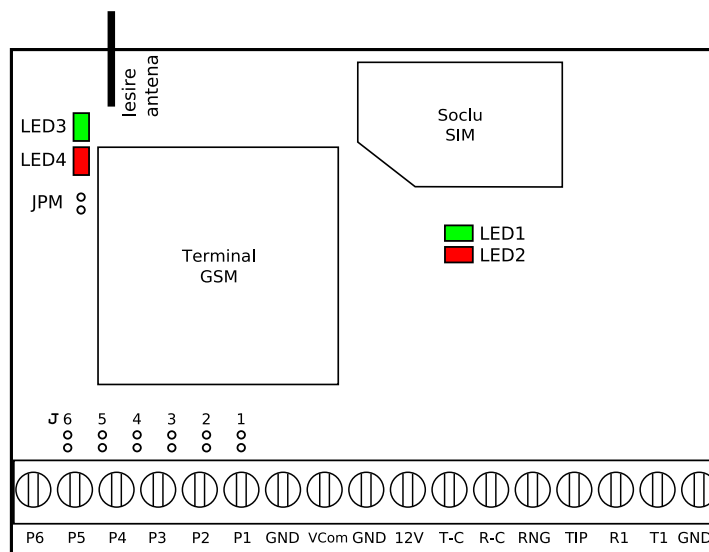 Iesire
antena
LED3
LED4
JPM
Soclu
SIM
Terminal
GSM
LED1
LED2
J 6 5 4 3 2 1
P6 P5 P4 P3 P2 P1 GND VCom GND 12V T-C R-C RNG TIP R1 T1 GND